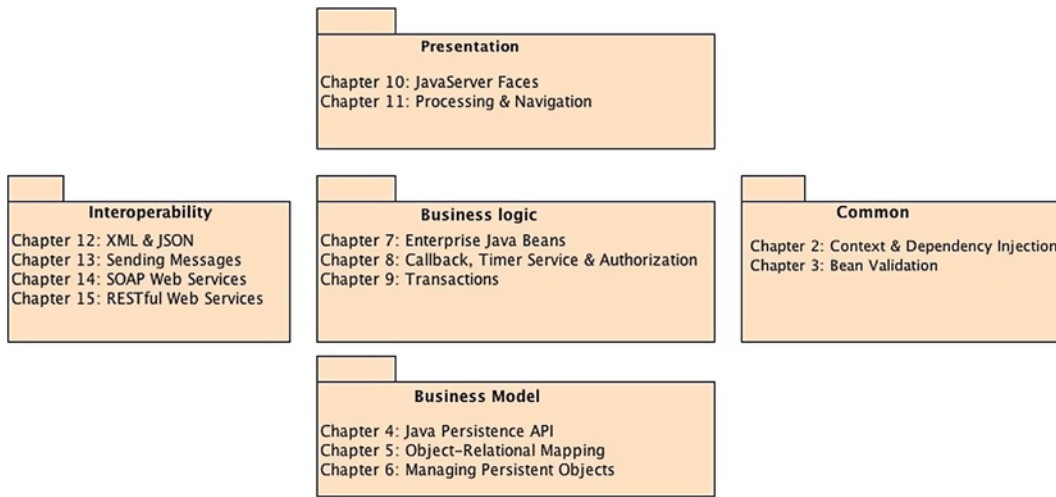 Presentation
Chapter 10: JavaServer Faces
Chapter 11: Processing & Navigation
Interoperability
Chapter 12: XML & JSON
Chapter 13: Sending Messages
Chapter 14: SOAP Web Services
Chapter 15: RESTful Web Services
Business logic
Chapter 7: Enterprise Java Beans
Chapter 8: Callback, Timer Service & Authorization
Chapter 9: Transactions
Common
Chapter 2: Context & Dependency Injection
Chapter 3: Bean Validation
Business Model
Chapter 4: Java Persistence API
Chapter 5: Object-Relational Mapping
Chapter 6: Managing Persistent Objects